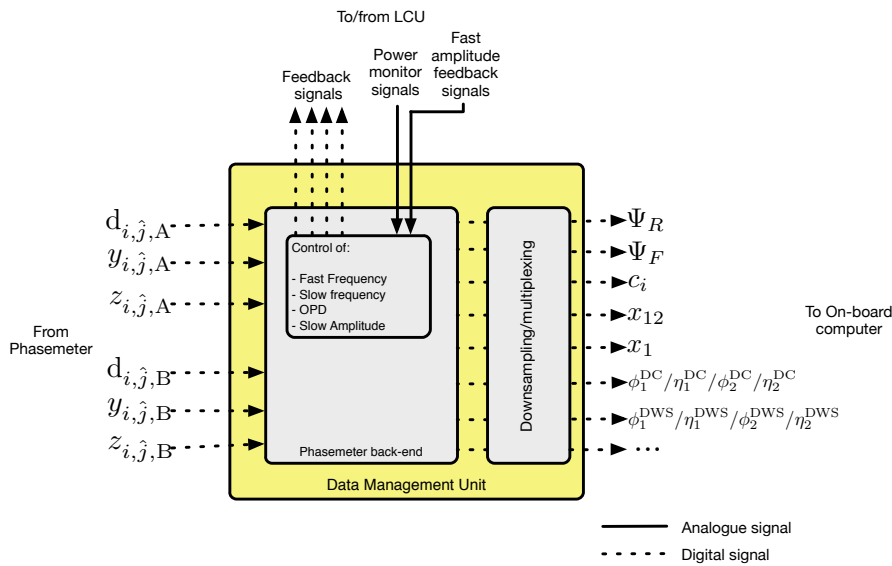 To/from LCU
Feedback
signals
Power
monitor
signals
Fast
amplitude
feedback
signals
From
Phasemeter
d_{i,ĵ,A}
y_{i,ĵ,A}
z_{i,ĵ,A}
d_{i,ĵ,B}
y_{i,ĵ,B}
z_{i,ĵ,B}
Control of:
- Fast Frequency
- Slow frequency
- OPD
- Slow Amplitude
Phasemeter back-end
Downsampling/multiplexing
Data Management Unit
Ψ_R
Ψ_F
c_i
x_{12}
x_1
ϕ_1^{DC}/η_1^{DC}/ϕ_2^{DC}/η_2^{DC}
ϕ_1^{DWS}/η_1^{DWS}/ϕ_2^{DWS}/η_2^{DWS}
...
To On-board
computer
Analogue signal
Digital signal